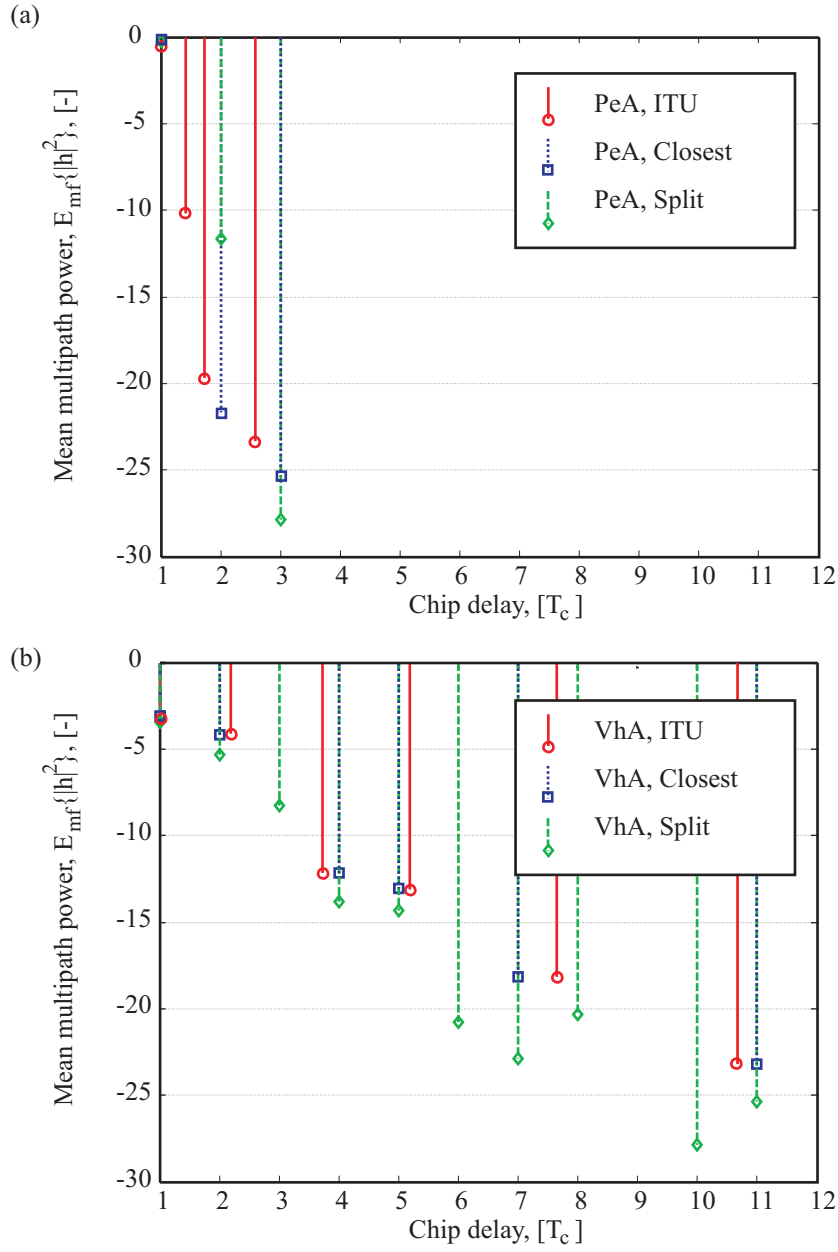 (a)
Mean multipath power, E_mf{|h|^2}, [-]
0
-5
-10
-15
-20
-25
-30
PeA, ITU
PeA, Closest
PeA, Split
1 2 3 4 5 6 7 8 9 10 11 12
Chip delay, [T_c]
(b)
Mean multipath power, E_mf{|h|^2}, [-]
0
-5
-10
-15
-20
-25
-30
VhA, ITU
VhA, Closest
VhA, Split
1 2 3 4 5 6 7 8 9 10 11 12
Chip delay, [T_c]